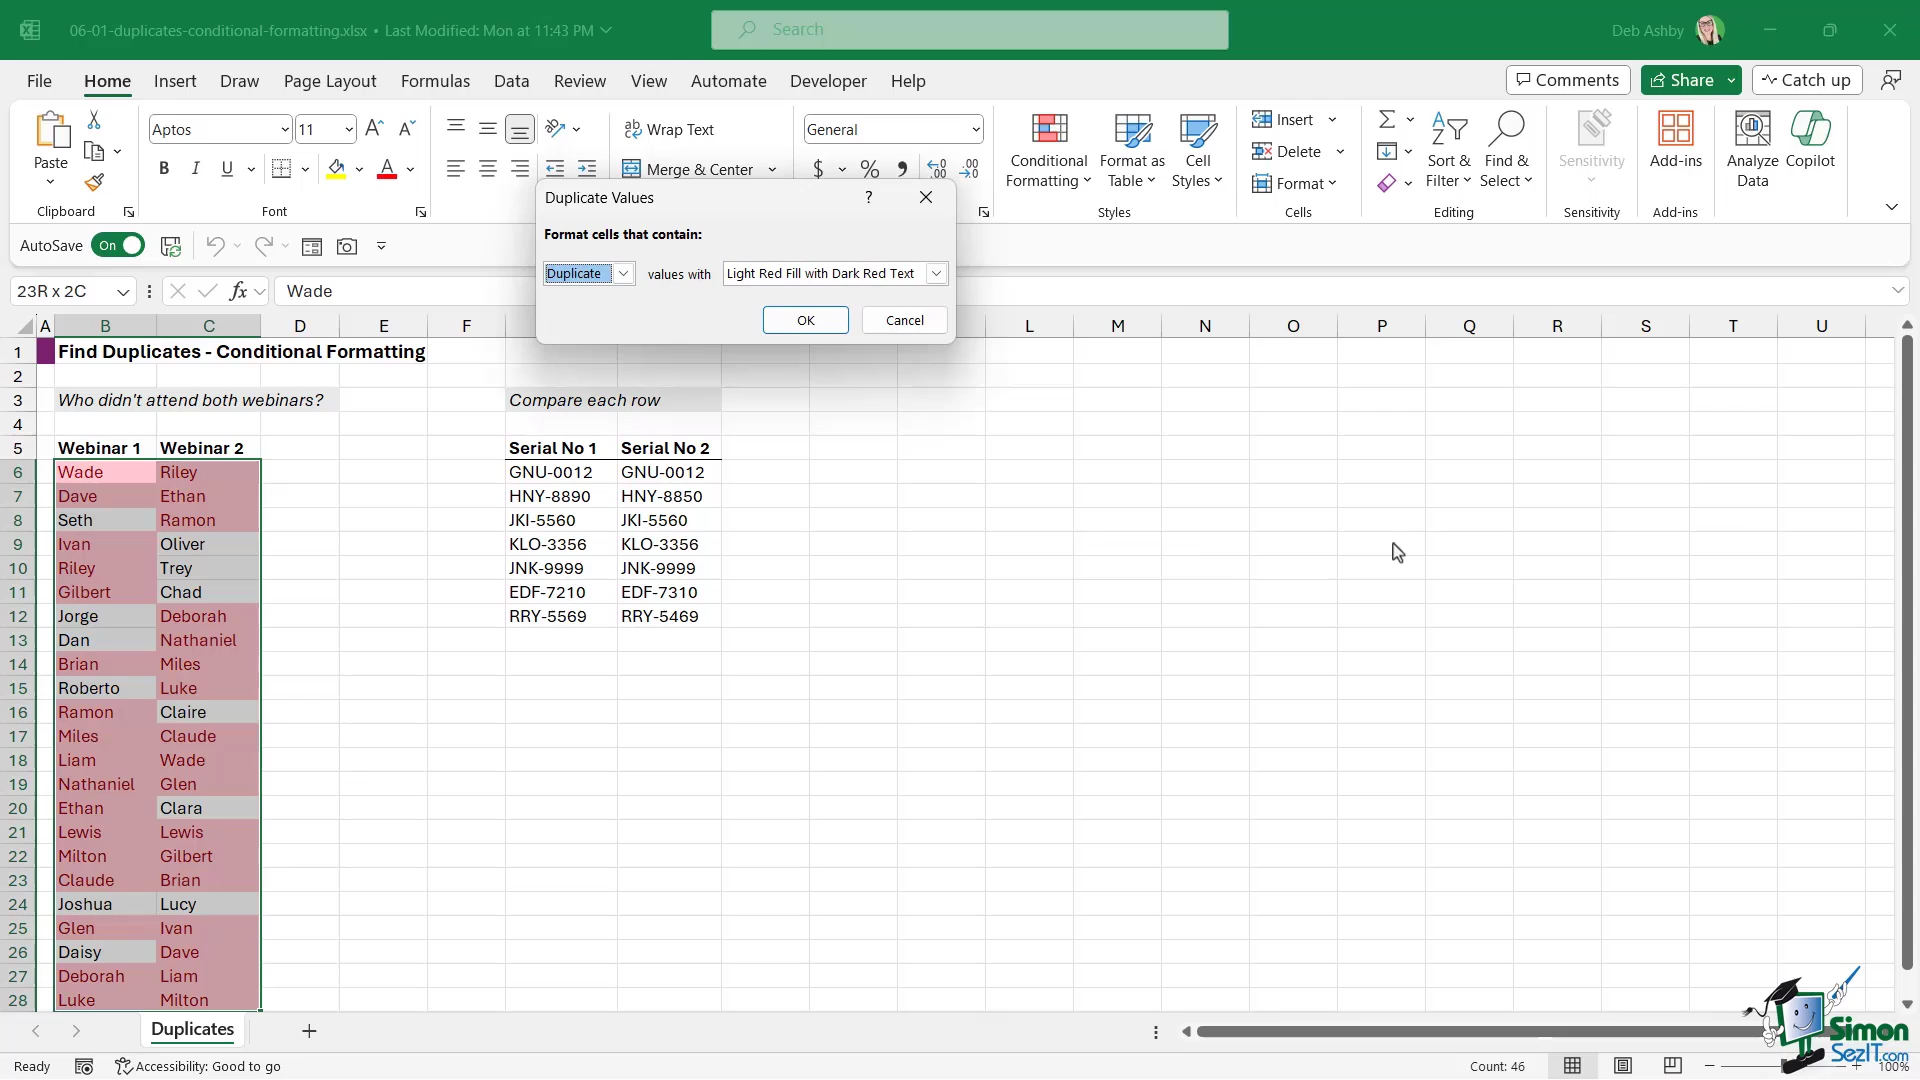 06-01-duplicates-conditional-formatting.xlsx • Last Modified: Mon at 11:43 PM
Search
Deb Ashby
File Home Insert Draw Page Layout Formulas Data Review View Automate Developer Help
Comments Share Catch up
Aptos 11
Wrap Text
General
Insert
Paste
Conditional Formatting
Format as Table
Cell Styles
Delete
Sort & Filter
Find & Select
Sensitivity
Add-ins
Analyze Data
Copilot
B I U A
Merge & Center
$ %
Format
Clipboard Font Styles Cells Editing Sensitivity Add-ins
AutoSave On
Duplicate Values ?
Format cells that contain:
Duplicate values with Light Red Fill with Dark Red Text
OK Cancel
23R x 2C fx Wade
A B C D E F L M N O P Q R S T U
1 Find Duplicates - Conditional Formatting
2
3 Who didn't attend both webinars? Compare each row
4
5 Webinar 1 Webinar 2 Serial No 1 Serial No 2
6 Wade Riley GNU-0012 GNU-0012
7 Dave Ethan HNY-8890 HNY-8850
8 Seth Ramon JKI-5560 JKI-5560
9 Ivan Oliver KLO-3356 KLO-3356
10 Riley Trey JNK-9999 JNK-9999
11 Gilbert Chad EDF-7210 EDF-7310
12 Jorge Deborah RRY-5569 RRY-5469
13 Dan Nathaniel
14 Brian Miles
15 Roberto Luke
16 Ramon Claire
17 Miles Claude
18 Liam Wade
19 Nathaniel Glen
20 Ethan Clara
21 Lewis Lewis
22 Milton Gilbert
23 Claude Brian
24 Joshua Lucy
25 Glen Ivan
26 Daisy Dave
27 Deborah Liam
28 Luke Milton
Duplicates
Simon
SezIT.com
Ready Accessibility: Good to go Count: 46 100%